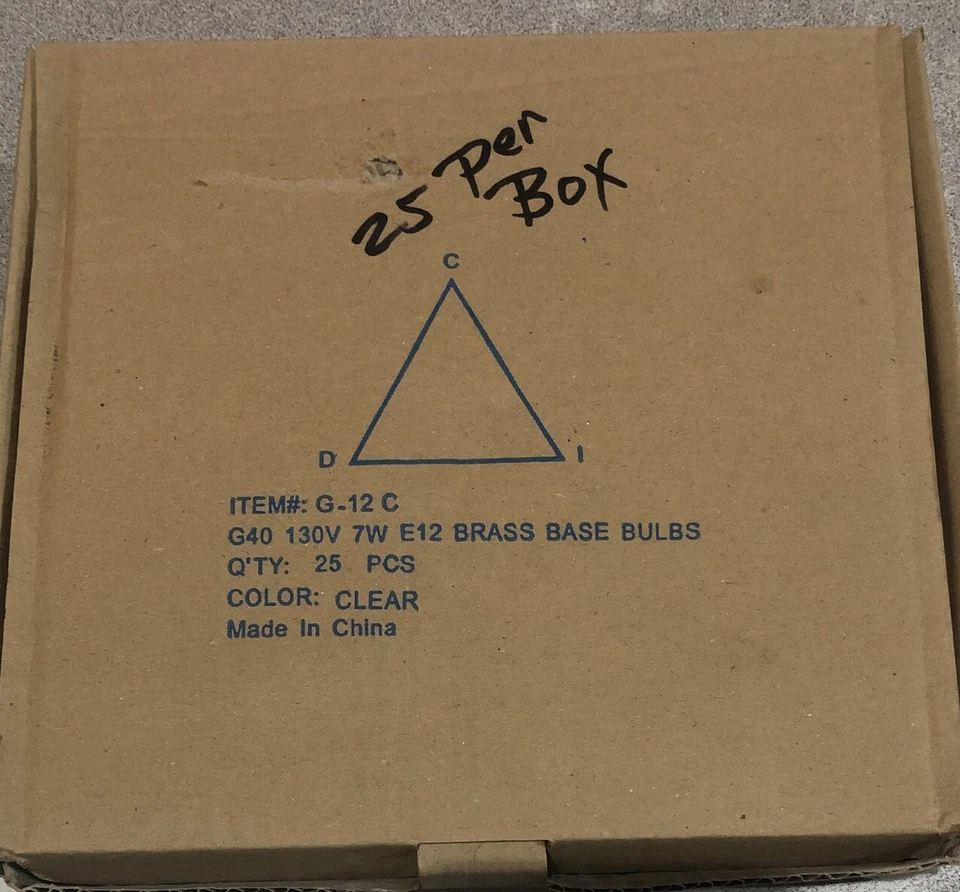 25 Per
BOX
C
D I
ITEM#: G-12 C
G40 130V 7W E12 BRASS BASE BULBS
Q'TY: 25 PCS
COLOR: CLEAR
Made In China